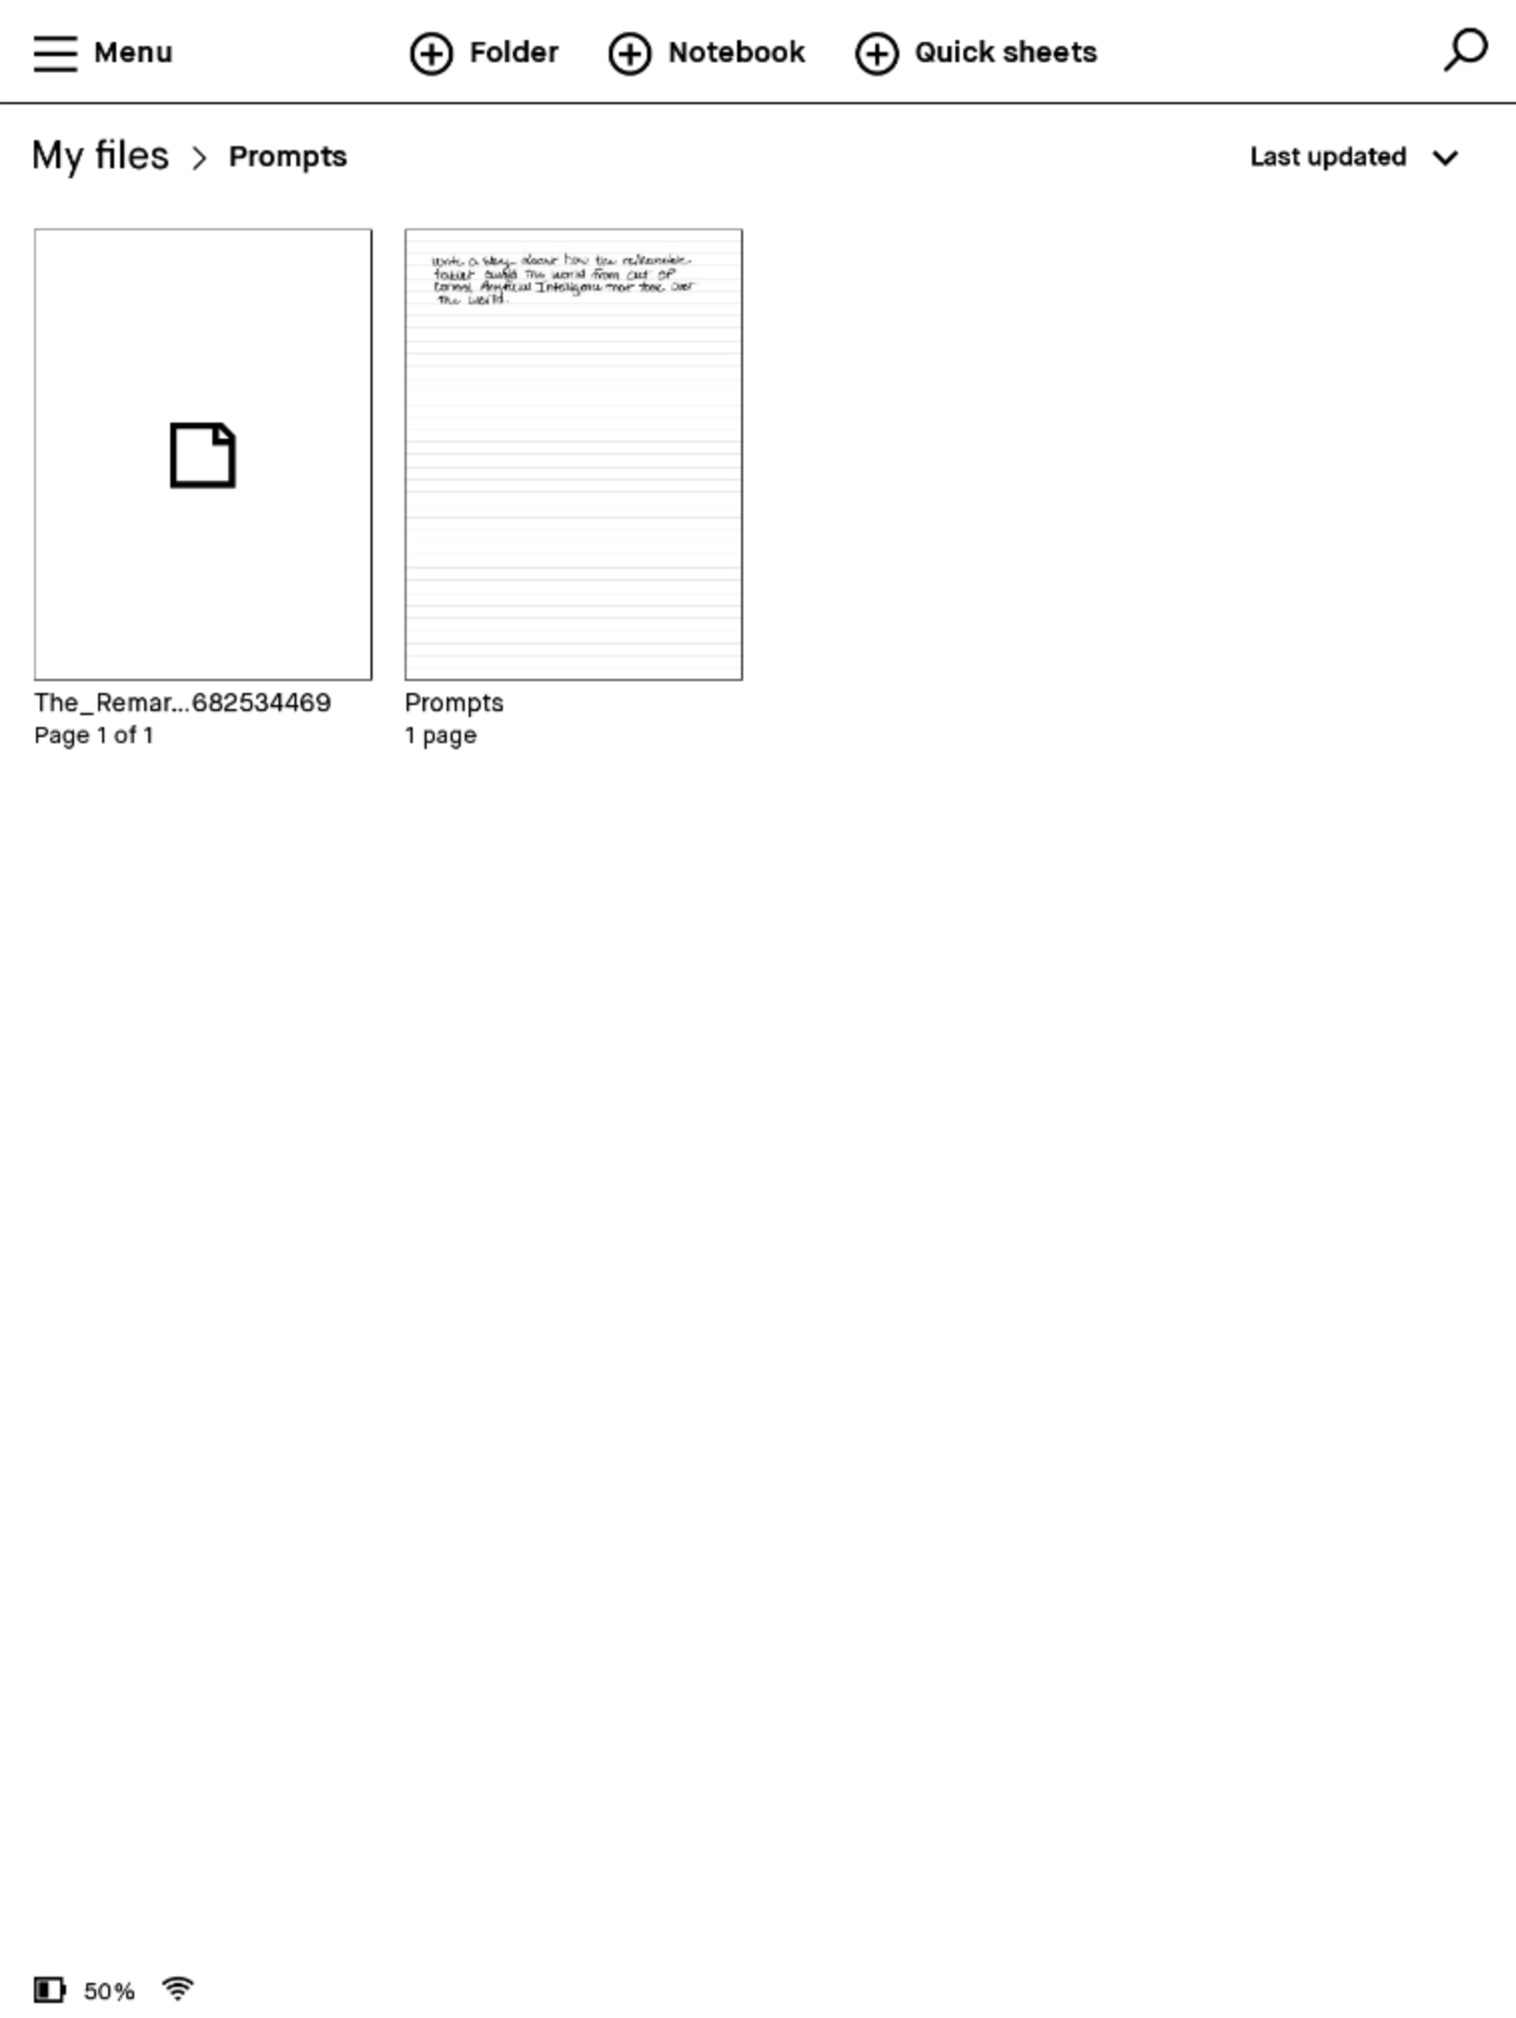 Menu
Folder
Notebook
Quick sheets
My files > Prompts
Last updated
Write a story about how the remarkable
tablet the world from out of
Artificial Intelligence that took over
the world.
The_Remar...682534469
Page 1 of 1
Prompts
1 page
50%